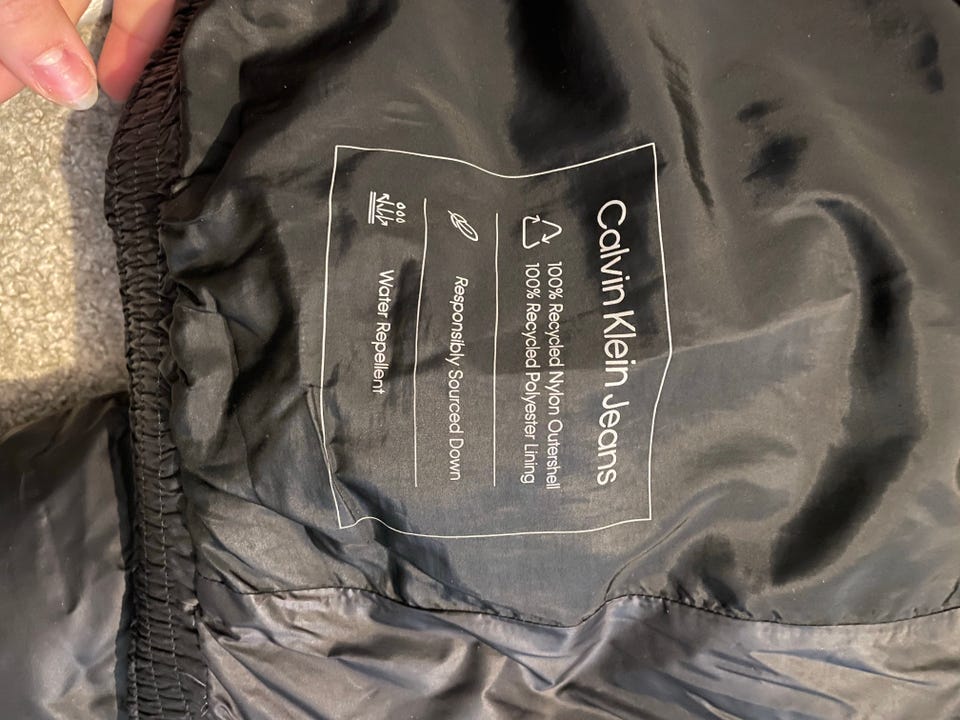 Calvin Klein Jeans
100% Recycled Nylon Outershell
100% Recycled Polyester Lining
Responsibly Sourced Down
Water Repellent